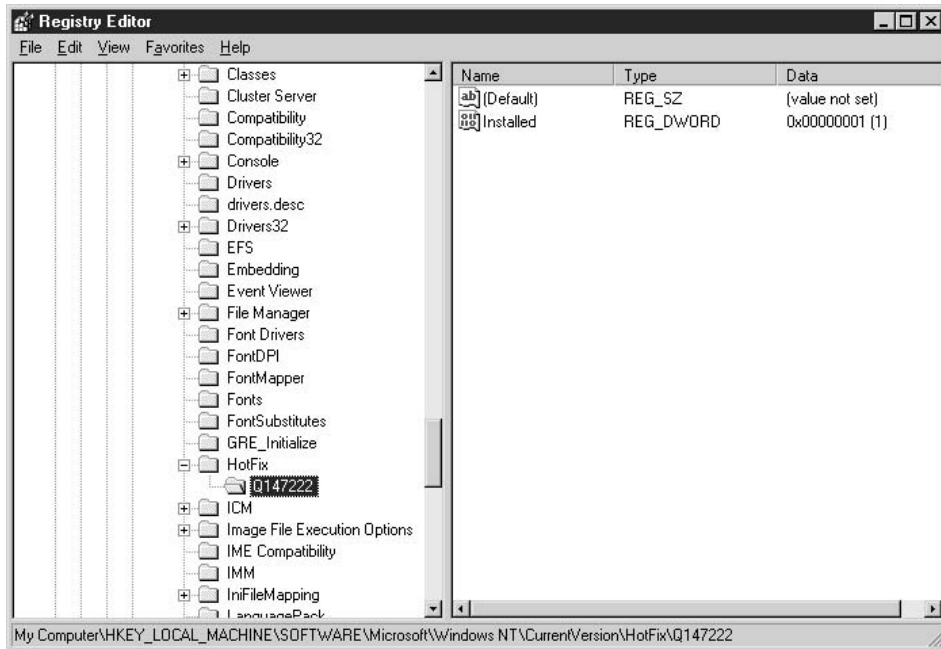 Registry Editor
File Edit View Favorites Help
Classes
Cluster Server
Compatibility
Compatibility32
Console
Drivers
drivers.desc
Drivers32
EFS
Embedding
Event Viewer
File Manager
Font Drivers
FontDPI
FontMapper
Fonts
FontSubstitutes
GRE_Initialize
HotFix
Q147222
ICM
Image File Execution Options
IME Compatibility
IMM
IniFileMapping
LanguagePack
Name Type Data
(Default) REG_SZ (value not set)
Installed REG_DWORD 0x00000001 (1)
My Computer\HKEY_LOCAL_MACHINE\SOFTWARE\Microsoft\Windows NT\CurrentVersion\HotFix\Q147222